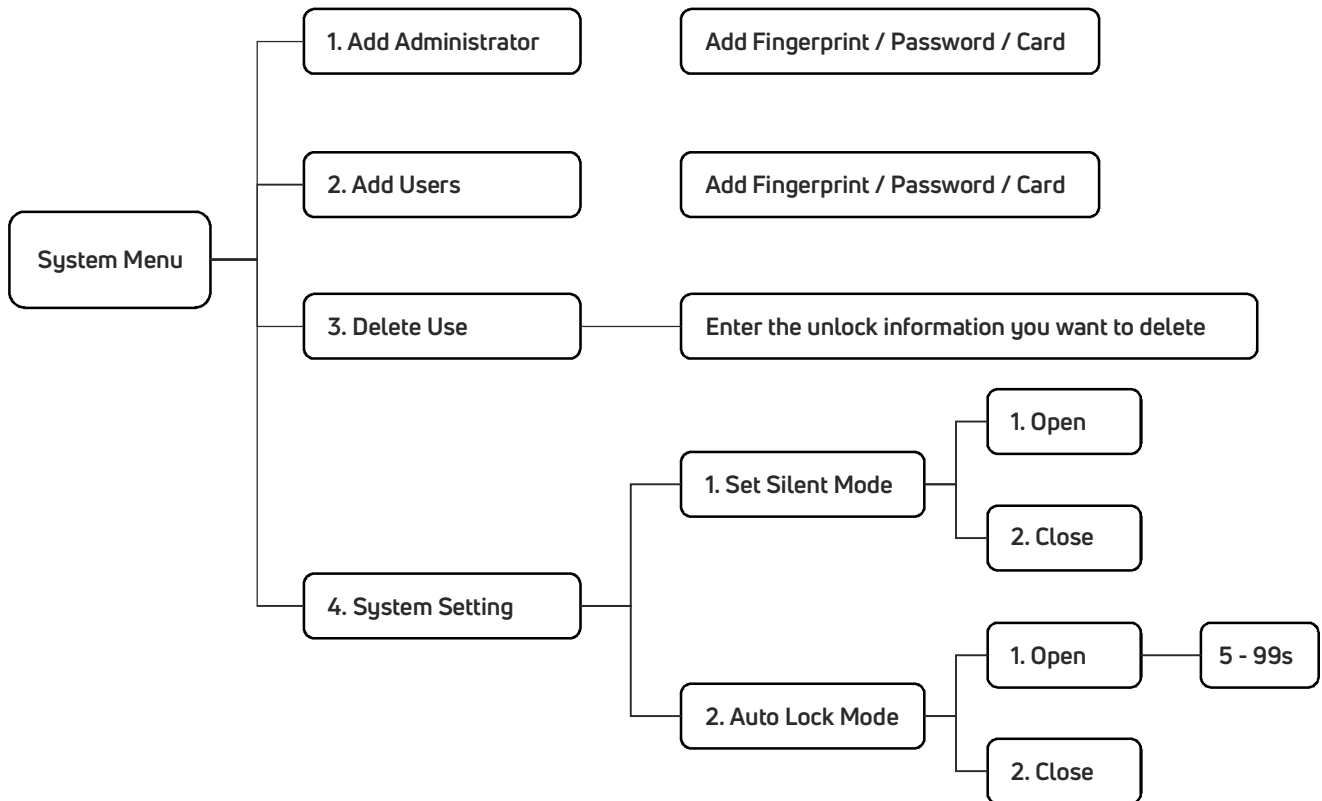 1. Add Administrator
Add Fingerprint / Password / Card
2. Add Users
Add Fingerprint / Password / Card
System Menu
3. Delete Use
Enter the unlock information you want to delete
1. Open
1. Set Silent Mode
2. Close
4. System Setting
1. Open
5 - 99s
2. Auto Lock Mode
2. Close